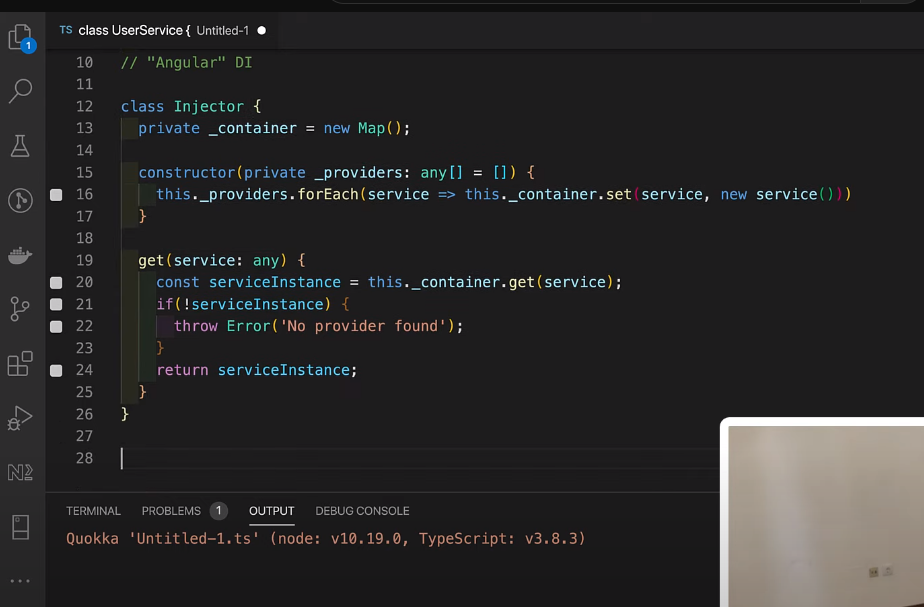 1
TS class UserService { Untitled-1
10 // "Angular" DI
11
12 class Injector {
13 private _container = new Map();
14
15 constructor(private _providers: any[] = []) {
16 this._providers.forEach(service => this._container.set(service, new service()))
17 }
18
19 get(service: any) {
20 const serviceInstance = this._container.get(service);
21 if(!serviceInstance) {
22 throw Error('No provider found');
23 }
24 return serviceInstance;
25 }
26 }
27
28
TERMINAL PROBLEMS 1 OUTPUT DEBUG CONSOLE
Quokka 'Untitled-1.ts' (node: v10.19.0, TypeScript: v3.8.3)